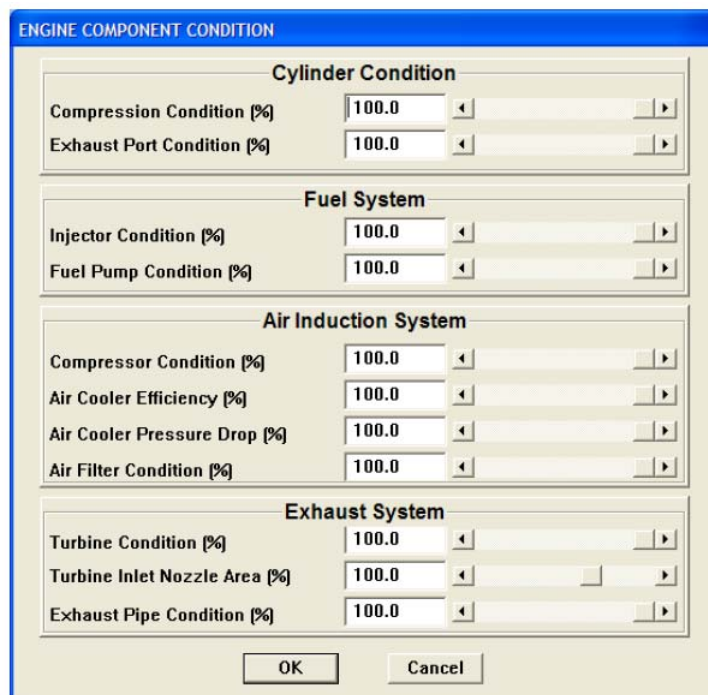 ENGINE COMPONENT CONDITION
Cylinder Condition
Compression Condition (%) 100.0
Exhaust Port Condition (%) 100.0
Fuel System
Injector Condition (%) 100.0
Fuel Pump Condition (%) 100.0
Air Induction System
Compressor Condition (%) 100.0
Air Cooler Efficiency (%) 100.0
Air Cooler Pressure Drop (%) 100.0
Air Filter Condition (%) 100.0
Exhaust System
Turbine Condition (%) 100.0
Turbine Inlet Nozzle Area (%) 100.0
Exhaust Pipe Condition (%) 100.0
OK Cancel